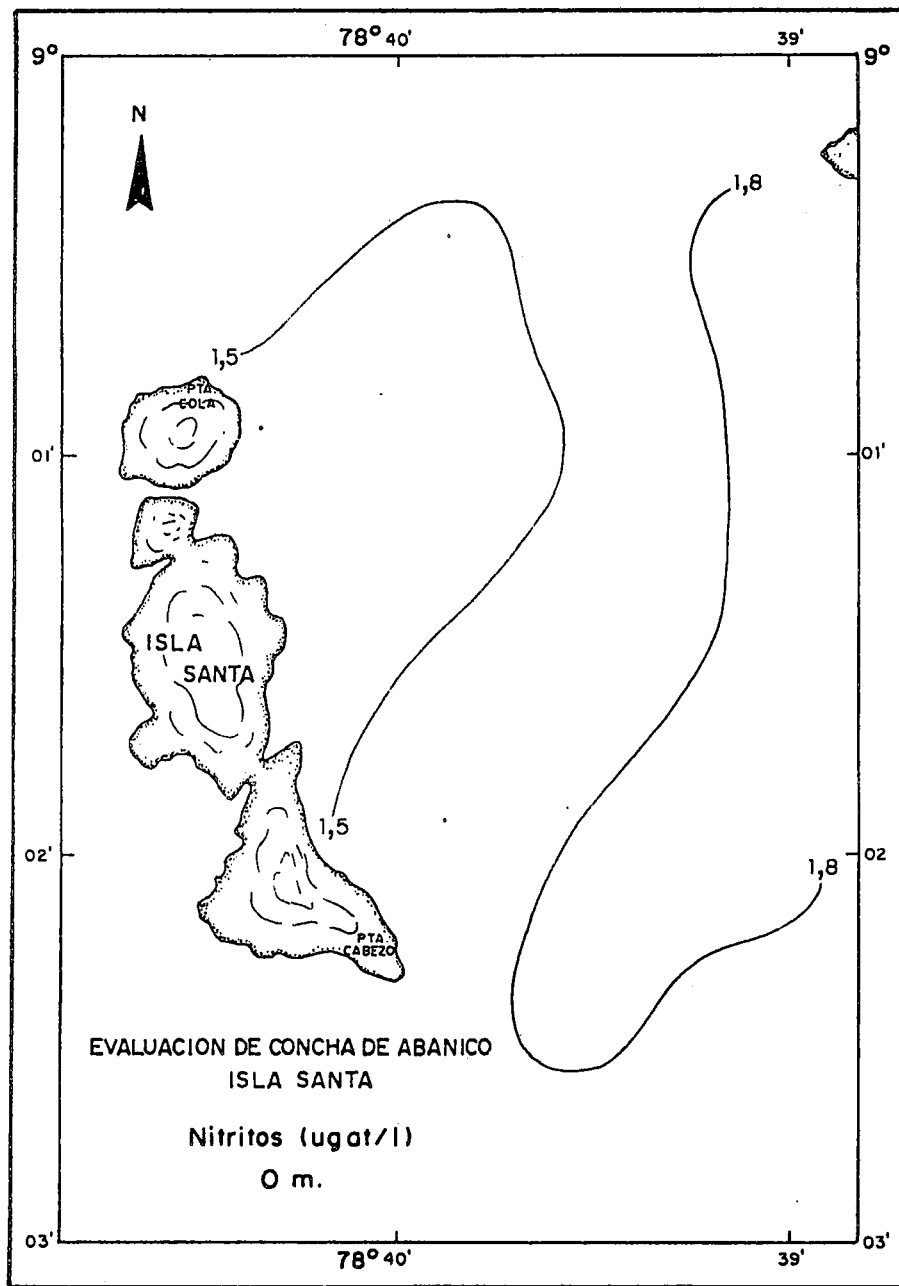 78° 40'
39'
9°
9°
N
1,8
1,5
PTA
COLA
01'
01'
ISLA
SANTA
1,5
02'
02
1,8
PTA
CABEZO
EVALUACION DE CONCHA DE ABANICO
ISLA SANTA
Nitritos (ugat/l)
0 m.
03'
03'
78° 40'
39'